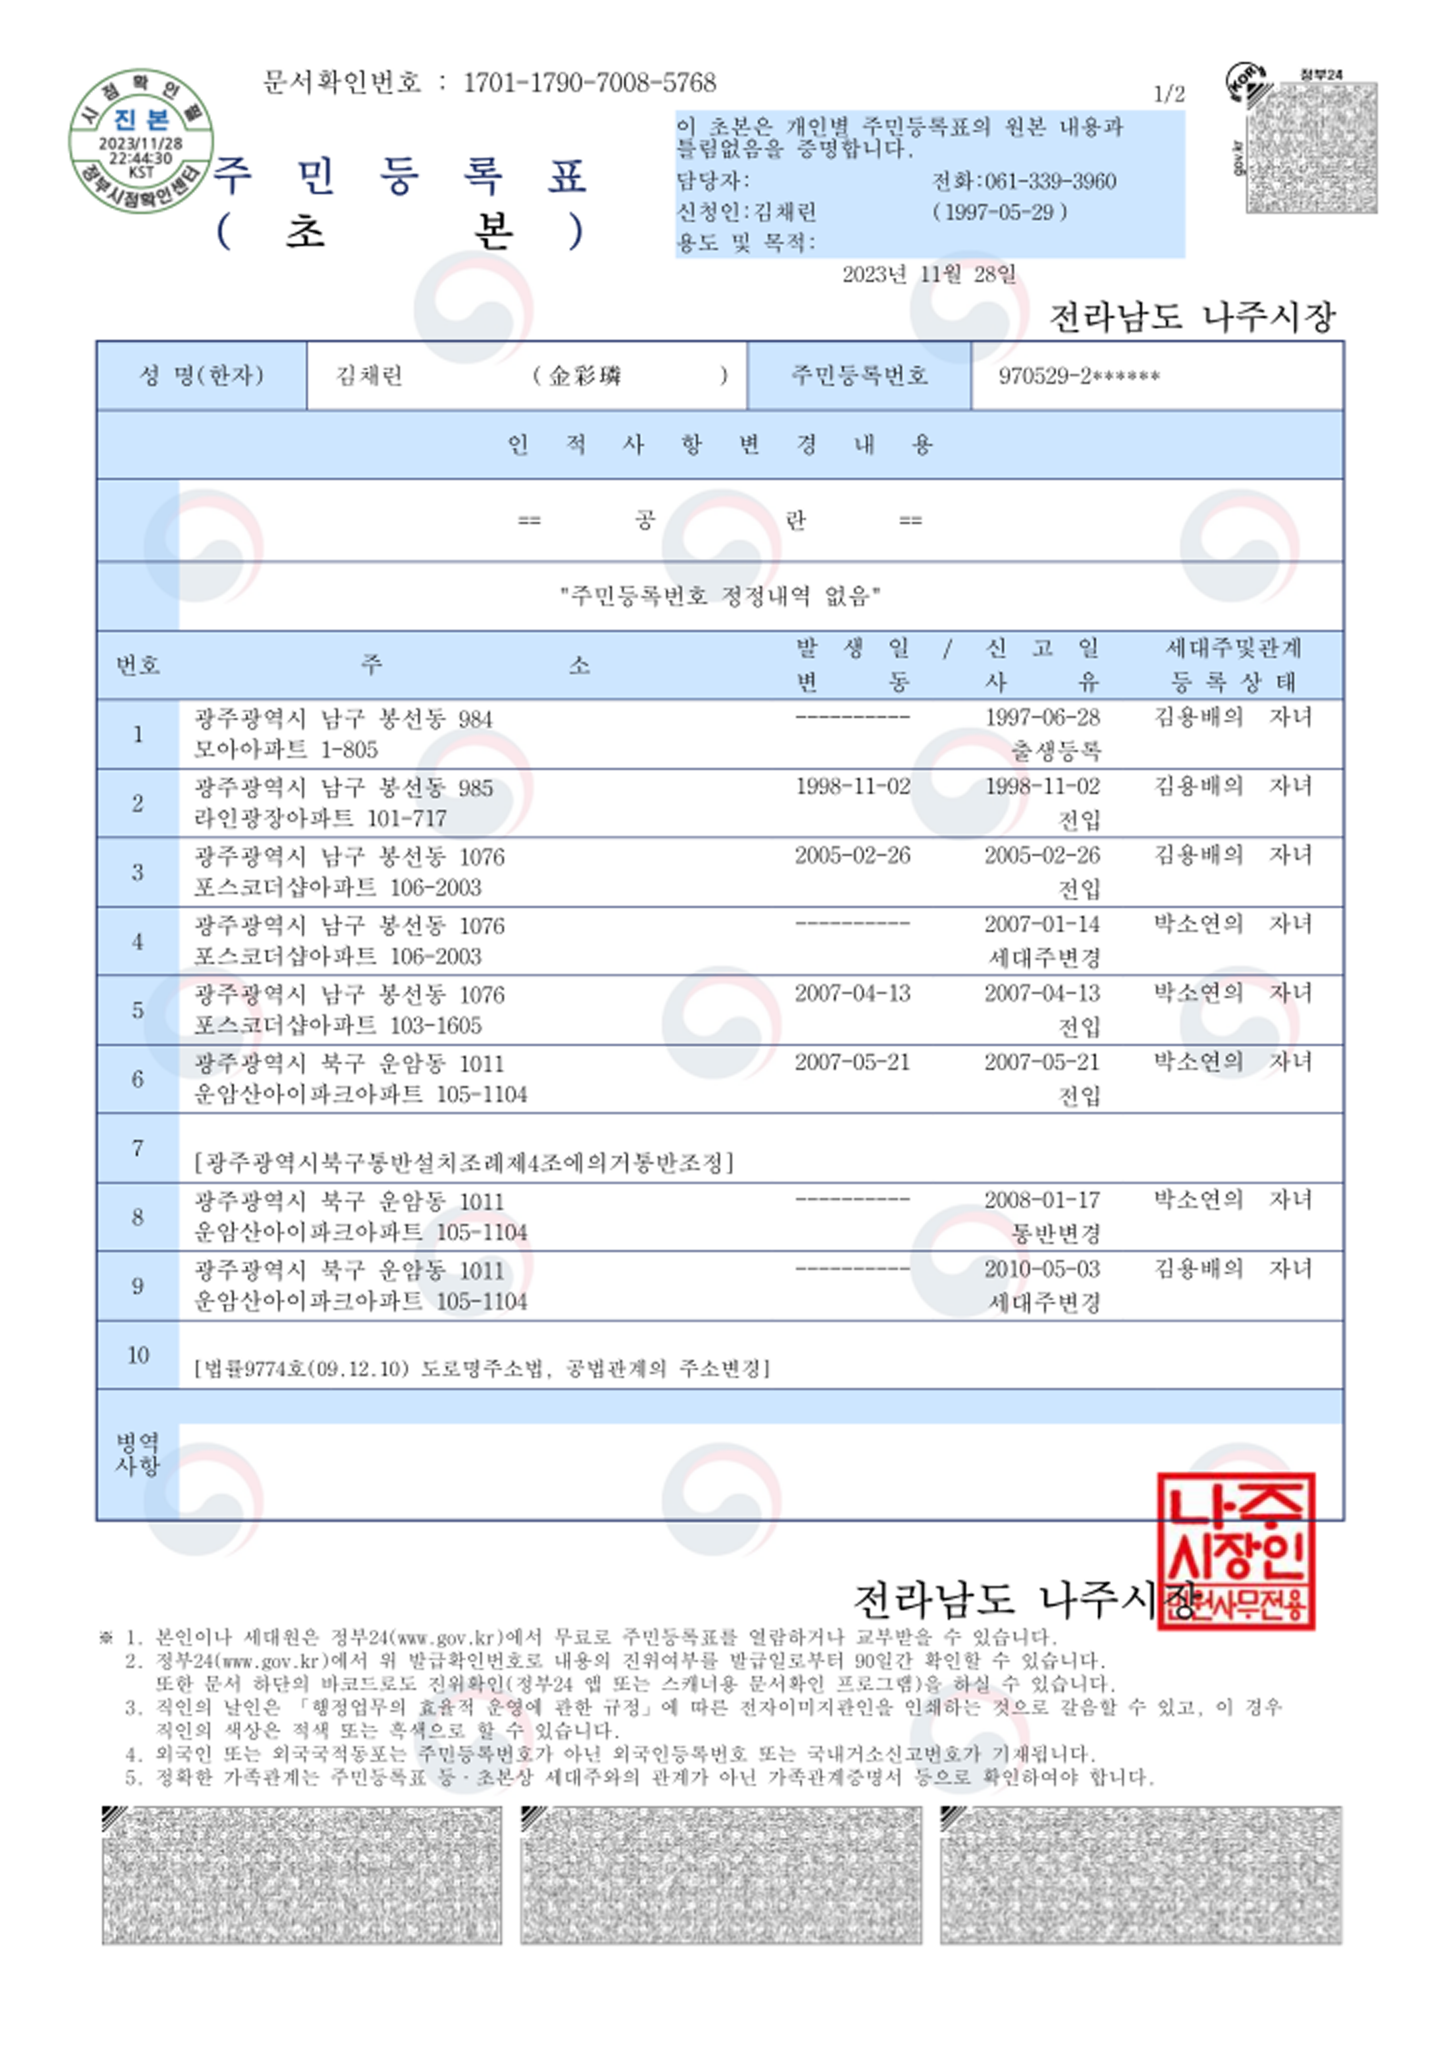 문서확인번호 : 1701-1790-7008-5768
1/2
시점확인필
진본
2023/11/28
22:44:30
KST
정부시점확인센터
KOR
정부24
gov.kr
주 민 등 록 표
( 초 본 )
이 초본은 개인별 주민등록표의 원본 내용과
틀림없음을 증명합니다.
담당자: 전화:061-339-3960
신청인:김채린 (1997-05-29 )
용도 및 목적:
2023년 11월 28일
전라남도 나주시장
성 명(한자) 김채린 (金彩璘 ) 주민등록번호 970529-2******
인 적 사 항 변 경 내 용
== 공 란 ==
"주민등록번호 정정내역 없음"
번호 주 소 발 생 일 / 신 고 일 세대주및관계
변 동 사 유 등 록 상 태
1 광주광역시 남구 봉선동 984 ---------- 1997-06-28 김용배의 자녀
모아아파트 1-805 출생등록
2 광주광역시 남구 봉선동 985 1998-11-02 1998-11-02 김용배의 자녀
라인광장아파트 101-717 전입
3 광주광역시 남구 봉선동 1076 2005-02-26 2005-02-26 김용배의 자녀
포스코더샵아파트 106-2003 전입
4 광주광역시 남구 봉선동 1076 ---------- 2007-01-14 박소연의 자녀
포스코더샵아파트 106-2003 세대주변경
5 광주광역시 남구 봉선동 1076 2007-04-13 2007-04-13 박소연의 자녀
포스코더샵아파트 103-1605 전입
6 광주광역시 북구 운암동 1011 2007-05-21 2007-05-21 박소연의 자녀
운암산아이파크아파트 105-1104 전입
7 [광주광역시북구통반설치조례제4조에의거통반조정]
8 광주광역시 북구 운암동 1011 ---------- 2008-01-17 박소연의 자녀
운암산아이파크아파트 105-1104 통반변경
9 광주광역시 북구 운암동 1011 ---------- 2010-05-03 김용배의 자녀
운암산아이파크아파트 105-1104 세대주변경
10 [법률9774호(09.12.10) 도로명주소법, 공법관계의 주소변경]
병역
사항
전라남도 나주시장
나주
시장인
민원사무전용
※ 1. 본인이나 세대원은 정부24(www.gov.kr)에서 무료로 주민등록표를 열람하거나 교부받을 수 있습니다.
2. 정부24(www.gov.kr)에서 위 발급확인번호로 내용의 진위여부를 발급일로부터 90일간 확인할 수 있습니다.
또한 문서 하단의 바코드로도 진위확인(정부24 앱 또는 스캐너용 문서확인 프로그램)을 하실 수 있습니다.
3. 직인의 날인은 「행정업무의 효율적 운영에 관한 규정」에 따른 전자이미지관인을 인쇄하는 것으로 갈음할 수 있고, 이 경우
직인의 색상은 적색 또는 흑색으로 할 수 있습니다.
4. 외국인 또는 외국국적동포는 주민등록번호가 아닌 외국인등록번호 또는 국내거소신고번호가 기재됩니다.
5. 정확한 가족관계는 주민등록표 등·초본상 세대주와의 관계가 아닌 가족관계증명서 등으로 확인하여야 합니다.